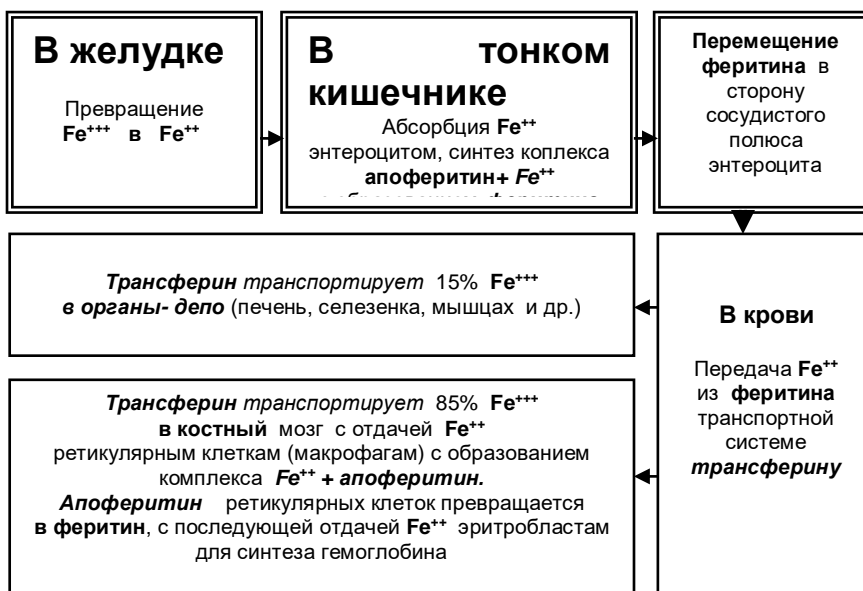 В желудке
Превращение
Fe+++ в Fe++
В тонком
кишечнике
Абсорбция Fe++
энтероцитом, синтез коплекса
апоферитин+ Fe++
Перемещение
феритина в
сторону
сосудистого
полюса
энтероцита
Трансферин транспортирует 15% Fe+++
в органы- депо (печень, селезенка, мышцах и др.)
Трансферин транспортирует 85% Fe+++
в костный мозг с отдачей Fe++
ретикулярным клеткам (макрофагам) с образованием
комплекса Fe++ + апоферитин.
Апоферитин ретикулярных клеток превращается
в феритин, с последующей отдачей Fe++ эритробластам
для синтеза гемоглобина
В крови
Передача Fe++
из феритина
транспортной
системе
трансферину